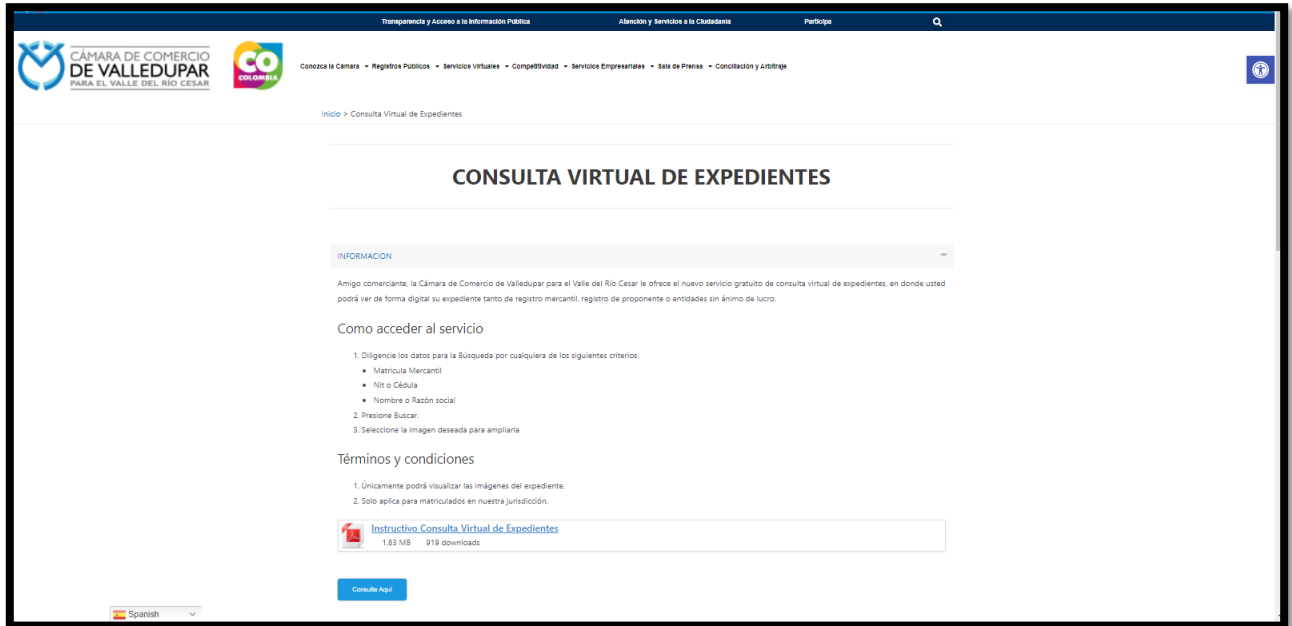 Transparencia y Acceso a la Información Pública
Atención y Servicios a la Ciudadanía
Participa
CÁMARA DE COMERCIO
DE VALLEDUPAR
PARA EL VALLE DEL RÍO CESAR
CO
COLOMBIA
Conozca la Cámara
Registros Públicos
Servicios Virtuales
Competitividad
Servicios Empresariales
Sala de Prensa
Conciliación y Arbitraje
Inicio > Consulta Virtual de Expedientes
CONSULTA VIRTUAL DE EXPEDIENTES
INFORMACION
Amigo comerciante, la Cámara de Comercio de Valledupar para el Valle del Río Cesar le ofrece el nuevo servicio gratuito de consulta virtual de expedientes, en donde usted
podrá ver de forma digital su expediente tanto de registro mercantil, registro de proponente o entidades sin ánimo de lucro.
Como acceder al servicio
1. Diligencie los datos para la Búsqueda por cualquiera de los siguientes criterios.
• Matricula Mercantil
• Nit o Cédula
• Nombre o Razón social
2. Presione Buscar.
3. Seleccione la imagen deseada para ampliarla
Términos y condiciones
1. Únicamente podrá visualizar las imágenes del expediente.
2. Solo aplica para matriculados en nuestra jurisdicción.
Instructivo Consulta Virtual de Expedientes
1.83 MB 919 downloads
Consulte Aquí
Spanish